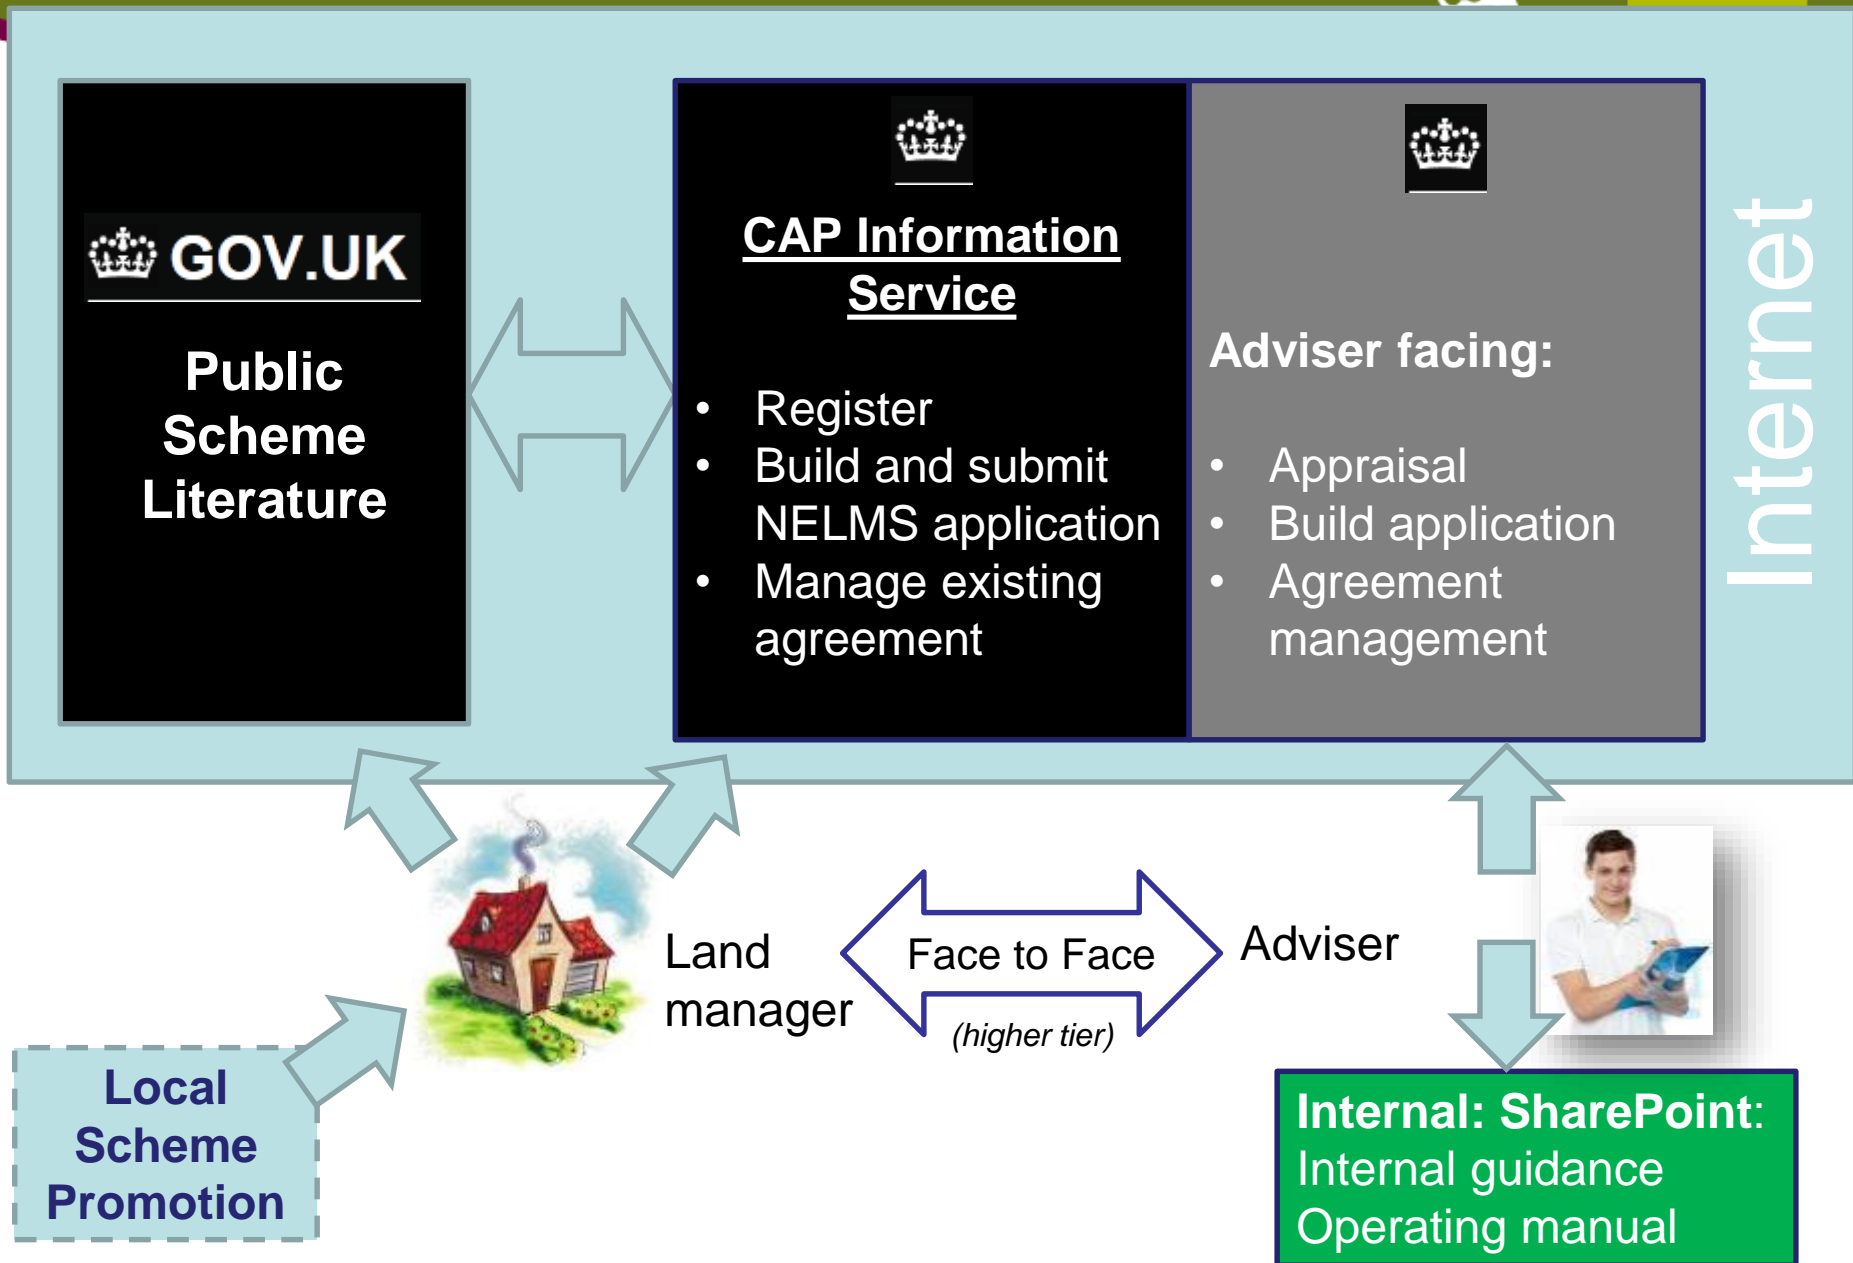 GOV.UK
Public
Scheme
Literature
CAP Information
Service
• Register
• Build and submit
NELMS application
• Manage existing
agreement
Adviser facing:
• Appraisal
• Build application
• Agreement
management
Internet
Land
manager
Face to Face
(higher tier)
Adviser
Local
Scheme
Promotion
Internal: SharePoint:
Internal guidance
Operating manual